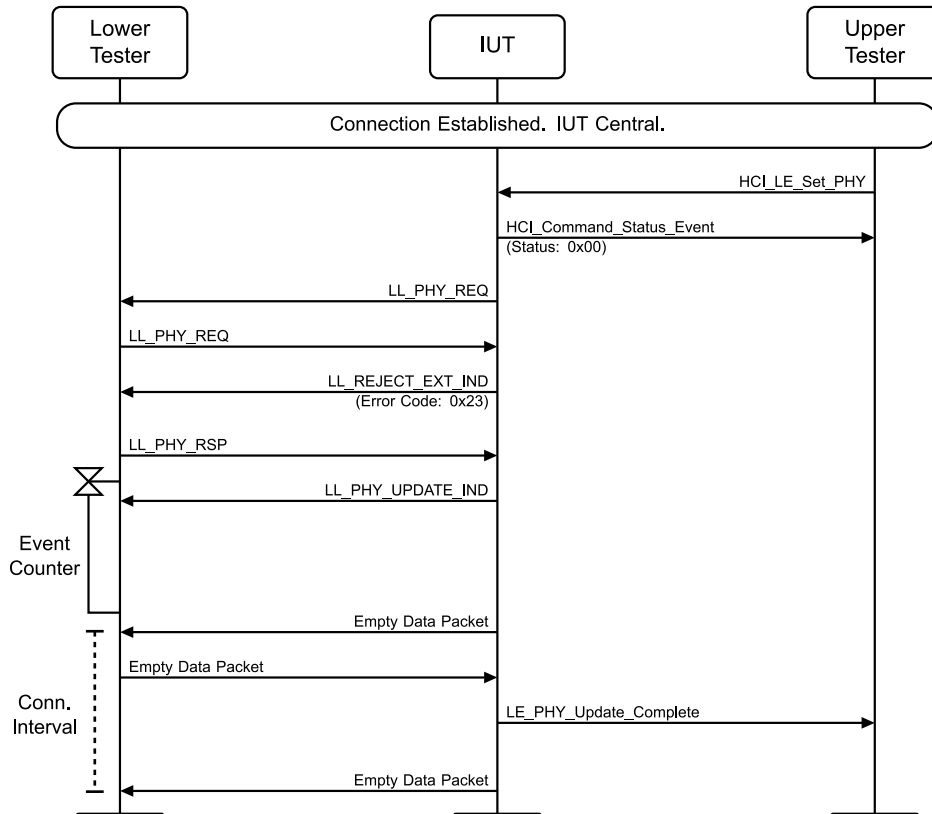 Lower
Tester
IUT
Upper
Tester
Connection Established. IUT Central.
HCI_LE_Set_PHY
HCI_Command_Status_Event
(Status: 0x00)
LL_PHY_REQ
LL_PHY_REQ
LL_REJECT_EXT_IND
(Error Code: 0x23)
LL_PHY_RSP
LL_PHY_UPDATE_IND
Event
Counter
Empty Data Packet
Empty Data Packet
Conn.
Interval
LE_PHY_Update_Complete
Empty Data Packet